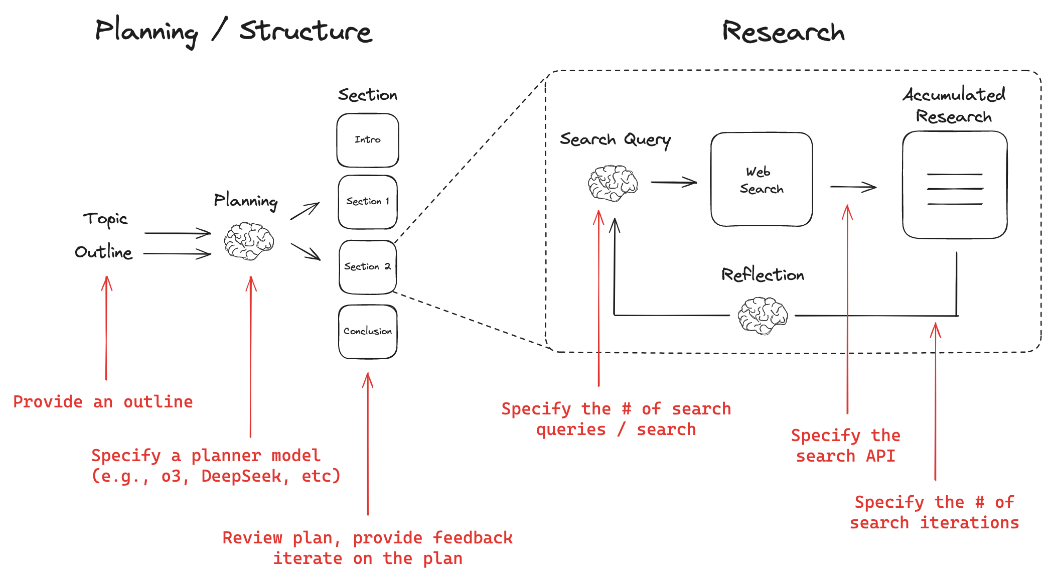 Planning / Structure
Research
Section
Intro
Section 1
Section 2
Conclusion
Planning
Topic
Outline
Search Query
Web
Search
Accumulated
Research
Reflection
Provide an outline
Specify a planner model
(e.g., o3, DeepSeek, etc)
Review plan, provide feedback
iterate on the plan
Specify the # of search
queries / search
Specify the
search API
Specify the # of
search iterations